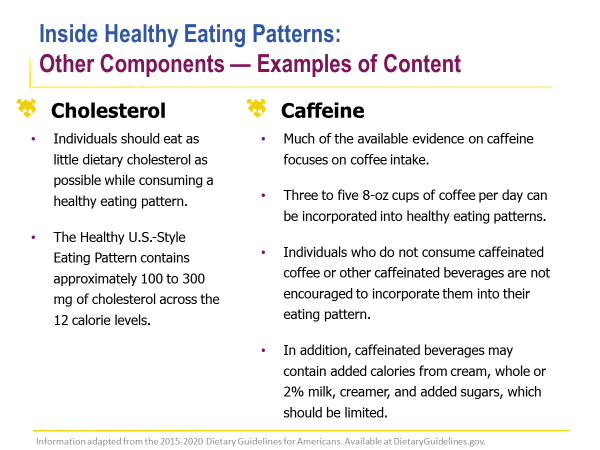 Inside Healthy Eating Patterns:
Other Components — Examples of Content
Cholesterol
• Individuals should eat as
little dietary cholesterol as
possible while consuming a
healthy eating pattern.
• The Healthy U.S.-Style
Eating Pattern contains
approximately 100 to 300
mg of cholesterol across the
12 calorie levels.
Caffeine
• Much of the available evidence on caffeine
focuses on coffee intake.
• Three to five 8-oz cups of coffee per day can
be incorporated into healthy eating patterns.
• Individuals who do not consume caffeinated
coffee or other caffeinated beverages are not
encouraged to incorporate them into their
eating pattern.
• In addition, caffeinated beverages may
contain added calories from cream, whole or
2% milk, creamer, and added sugars, which
should be limited.
Information adapted from the 2015-2020 Dietary Guidelines for Americans. Available at DietaryGuidelines.gov.